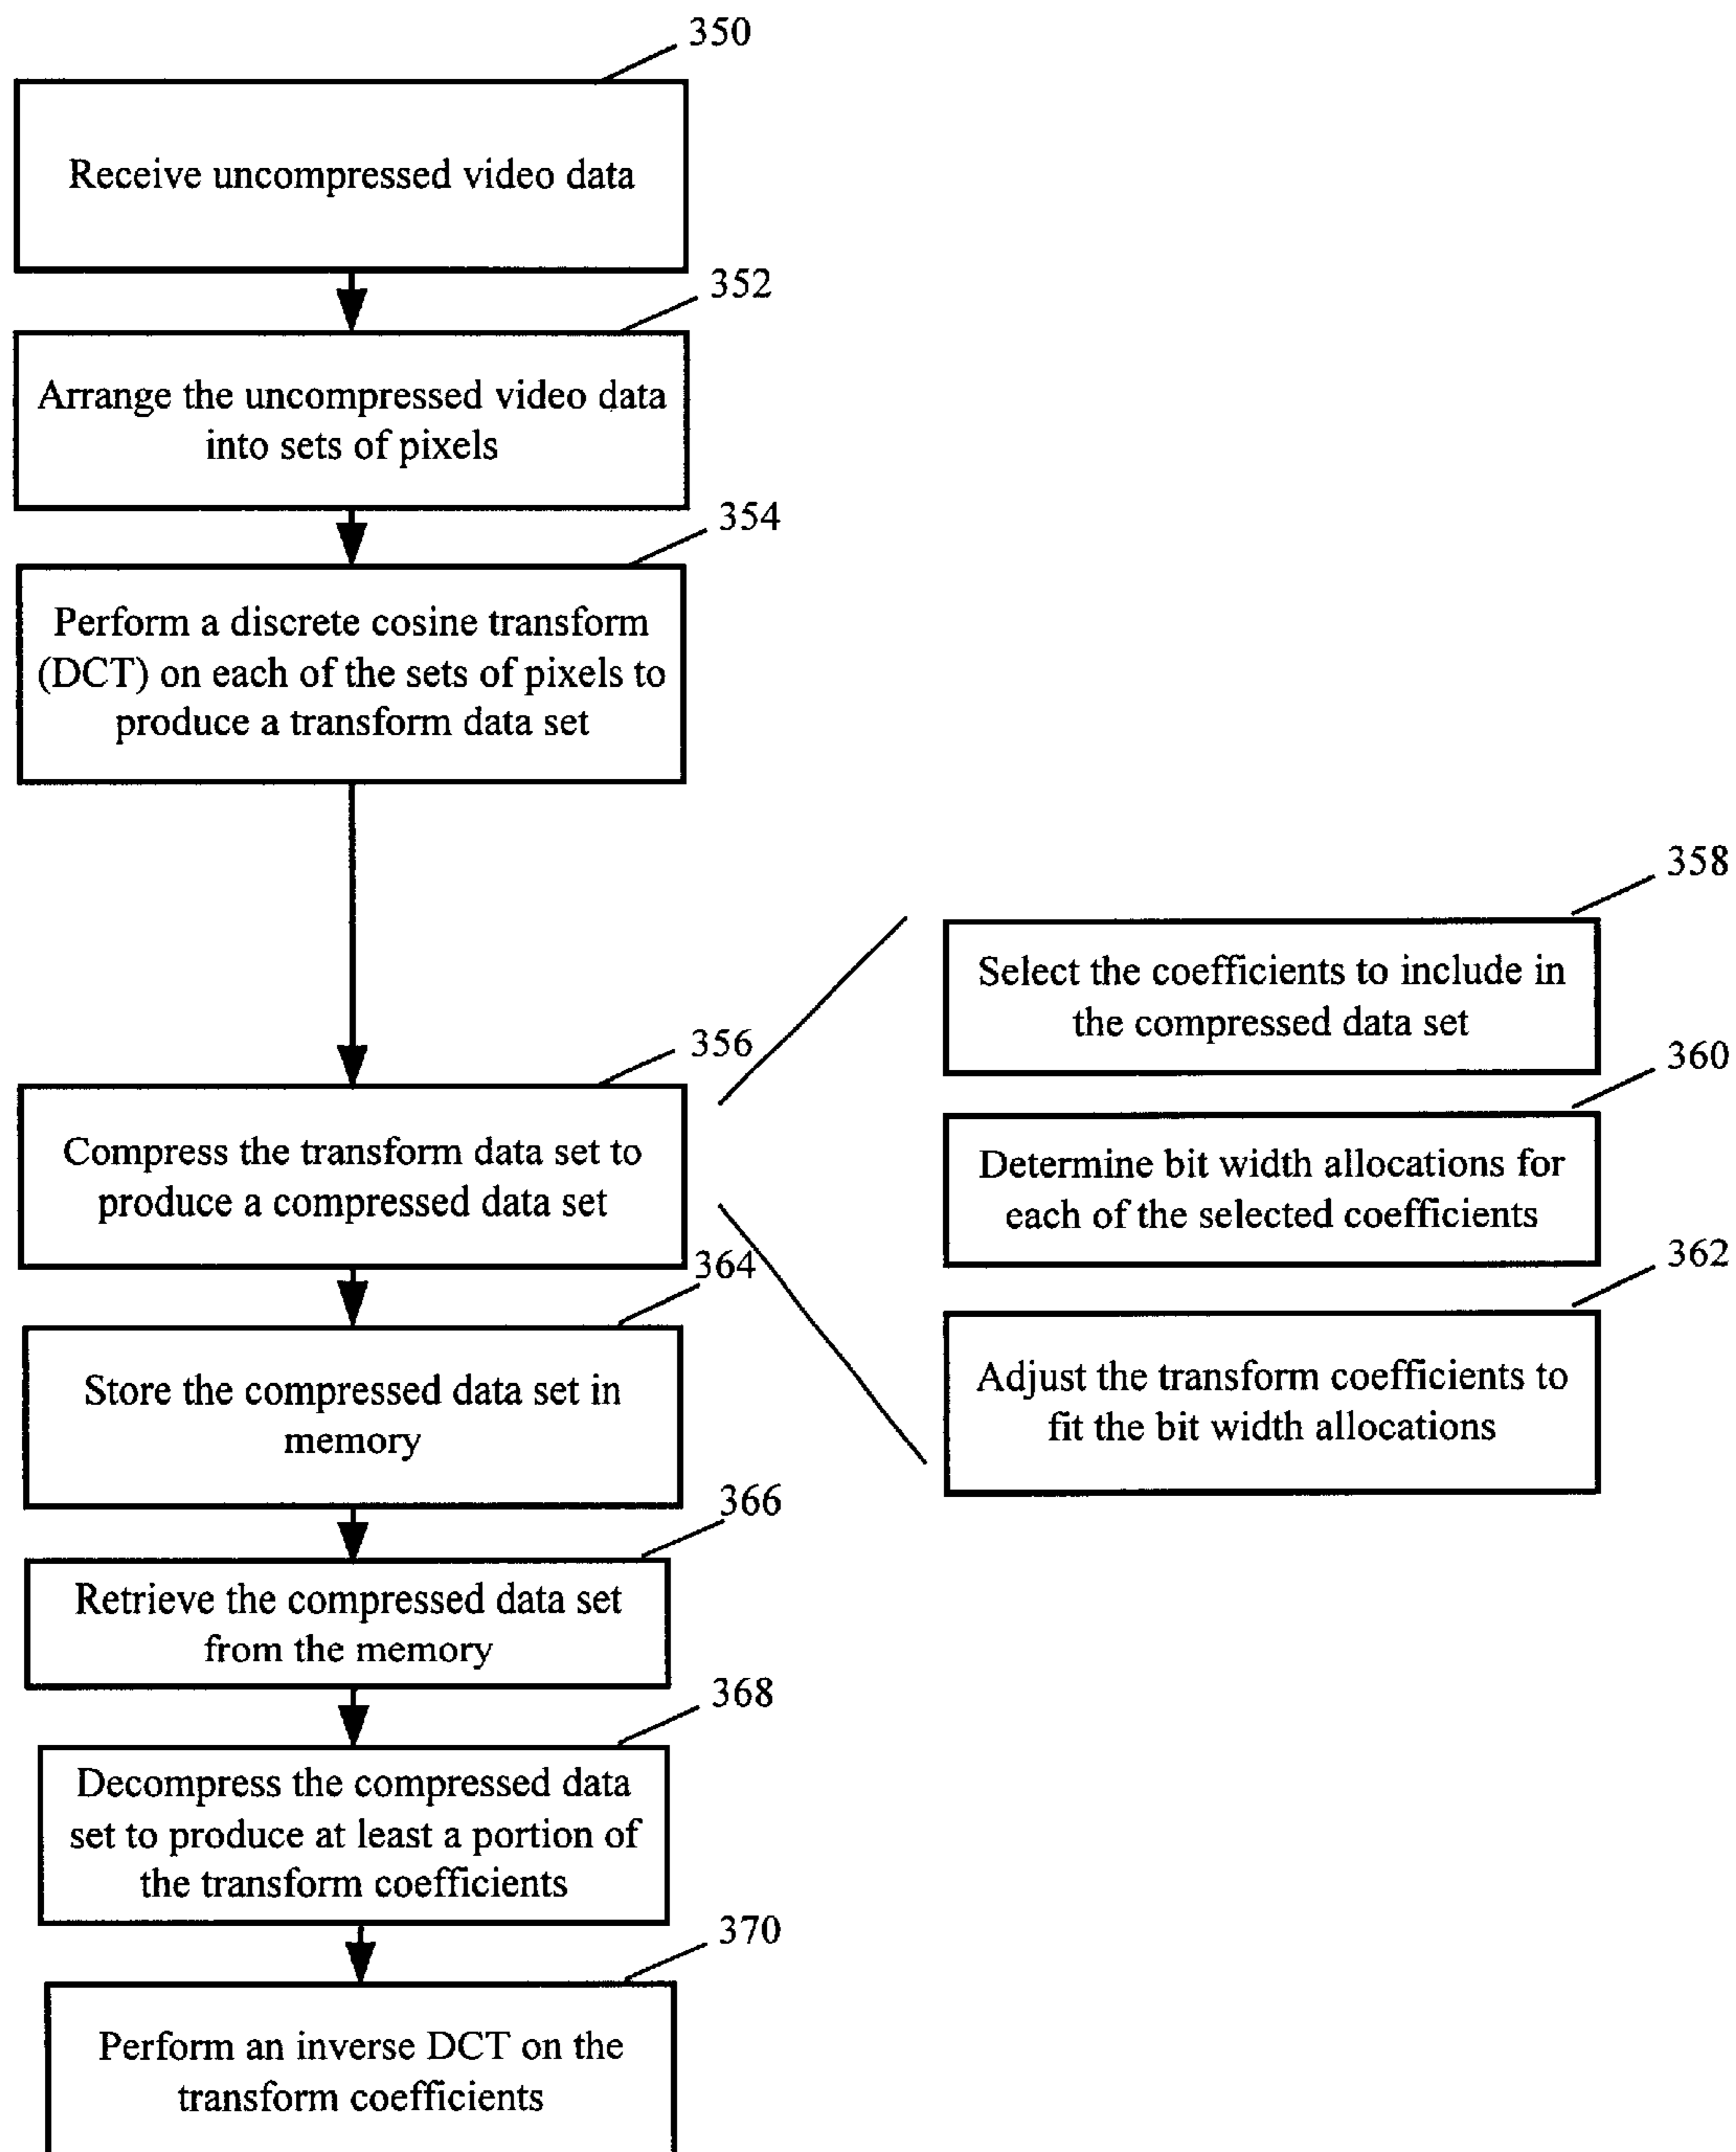 350
Receive uncompressed video data
352
Arrange the uncompressed video data
into sets of pixels
354
Perform a discrete cosine transform
(DCT) on each of the sets of pixels to
produce a transform data set
356
Compress the transform data set to
produce a compressed data set
358
Select the coefficients to include in
the compressed data set
360
Determine bit width allocations for
each of the selected coefficients
362
Adjust the transform coefficients to
fit the bit width allocations
364
Store the compressed data set in
memory
366
Retrieve the compressed data set
from the memory
368
Decompress the compressed data
set to produce at least a portion of
the transform coefficients
370
Perform an inverse DCT on the
transform coefficients